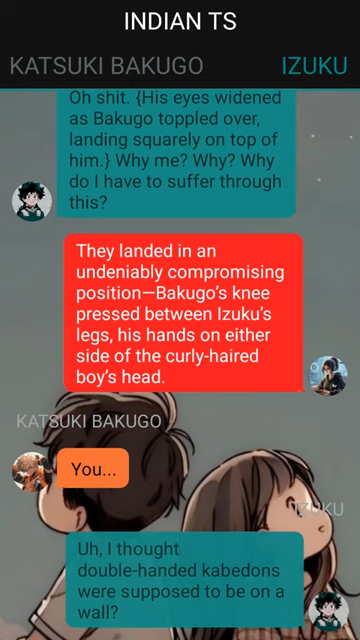 INDIAN TS
KATSUKI BAKUGO
IZUKU
Oh shit. {His eyes widened
as Bakugo toppled over,
landing squarely on top of
him.} Why me? Why? Why
do I have to suffer through
this?
They landed in an
undeniably compromising
position—Bakugo's knee
pressed between Izuku's
legs, his hands on either
side of the curly-haired
boy's head.
KATSUKI BAKUGO
You...
IZUKU
Uh, I thought
double-handed kabedons
were supposed to be on a
wall?